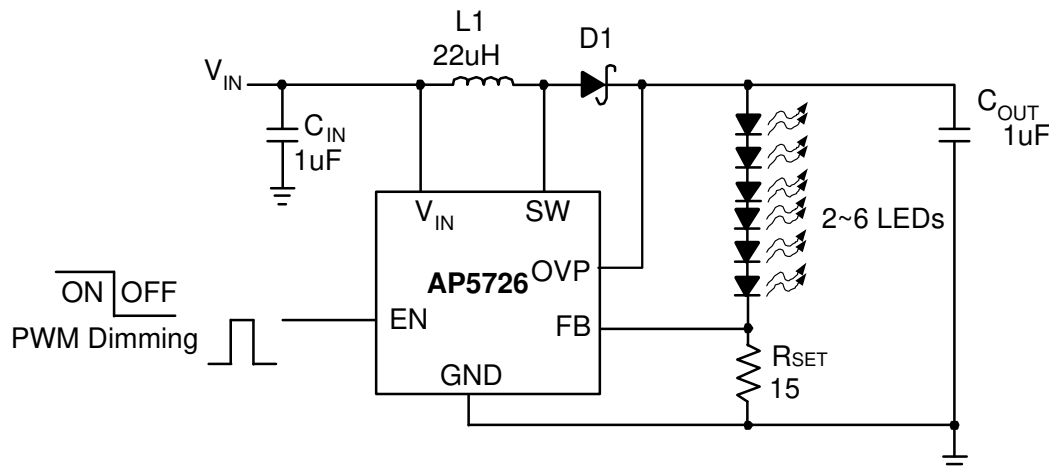 L1
22uH
D1
VIN
CIN
1uF
COUT
1uF
VIN
SW
2~6 LEDs
OVP
AP5726
ON OFF
PWM Dimming
EN
FB
GND
RSET
15